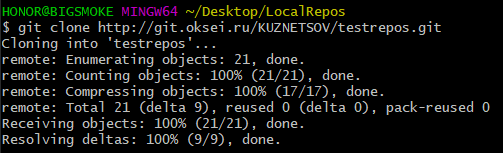 HONOR@BIGSMOKE MINGW64 ~/Desktop/LocalRepos
$ git clone http://git.oksei.ru/KUZNETSOV/testrepos.git
Cloning into 'testrepos'...
remote: Enumerating objects: 21, done.
remote: Counting objects: 100% (21/21), done.
remote: Compressing objects: 100% (17/17), done.
remote: Total 21 (delta 9), reused 0 (delta 0), pack-reused 0
Receiving objects: 100% (21/21), done.
Resolving deltas: 100% (9/9), done.